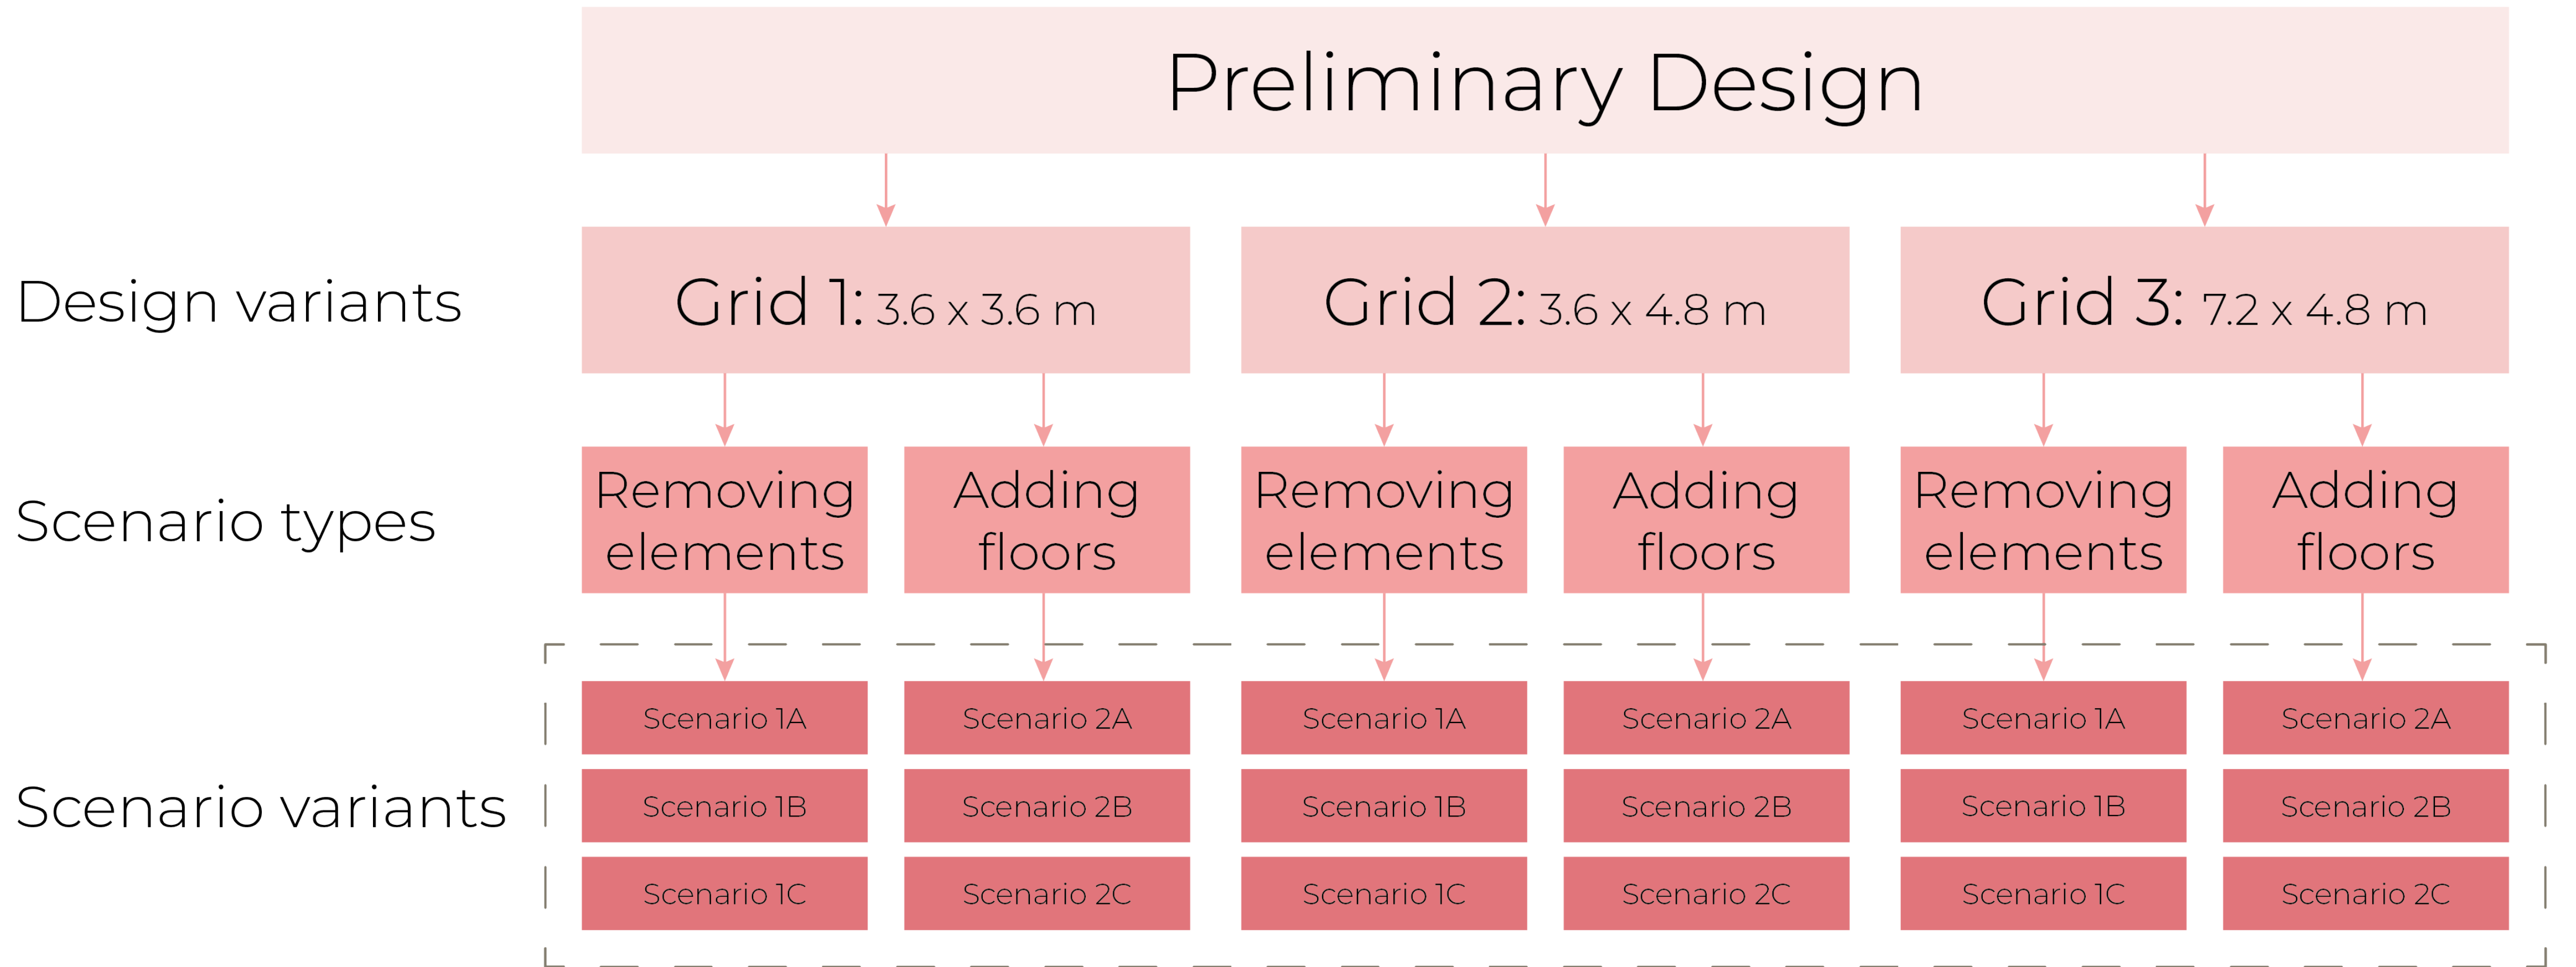 Preliminary Design
Design variants
Grid 1: 3.6 x 3.6 m
Grid 2: 3.6 x 4.8 m
Grid 3: 7.2 x 4.8 m
Scenario types
Removing
elements
Adding
floors
Removing
elements
Adding
floors
Removing
elements
Adding
floors
Scenario variants
Scenario 1A
Scenario 2A
Scenario 1A
Scenario 2A
Scenario 1A
Scenario 2A
Scenario 1B
Scenario 2B
Scenario 1B
Scenario 2B
Scenario 1B
Scenario 2B
Scenario 1C
Scenario 2C
Scenario 1C
Scenario 2C
Scenario 1C
Scenario 2C